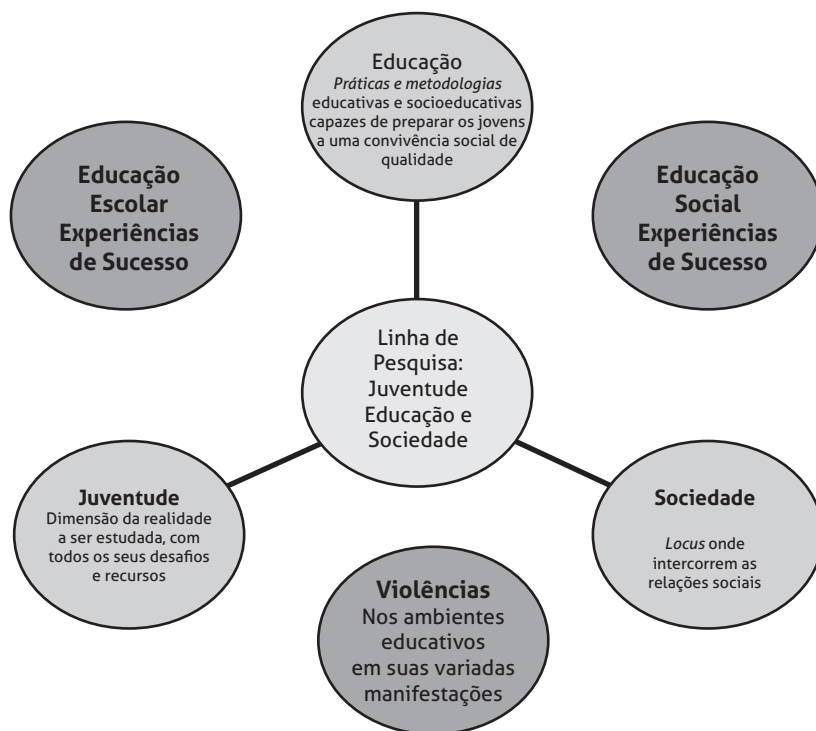 Educação
Práticas e metodologias
educativas e socioeducativas
capazes de preparar os jovens
a uma convivência social de
qualidade
Educação
Escolar
Experiências
de Sucesso
Educação
Social
Experiências
de Sucesso
Linha de
Pesquisa:
Juventude
Educação e
Sociedade
Juventude
Dimensão da realidade
a ser estudada, com
todos os seus desafios
e recursos
Sociedade
Locus onde
intercorrem as
relações sociais
Violências
Nos ambientes
educativos
em suas variadas
manifestações